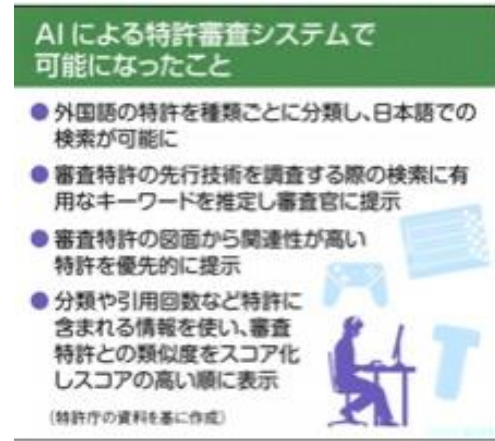 AIによる特許審査システムで
可能になったこと
●外国語の特許を種類ごとに分類し、日本語での
検索が可能に
●審査特許の先行技術を調査する際の検索に有
用なキーワードを推定し審査官に提示
●審査特許の図面から関連性が高い
特許を優先的に提示
●分類や引用回数など特許に
含まれる情報を使い、審査
特許との類似度をスコア化
しスコアの高い順に表示
(特許庁の資料を基に作成)